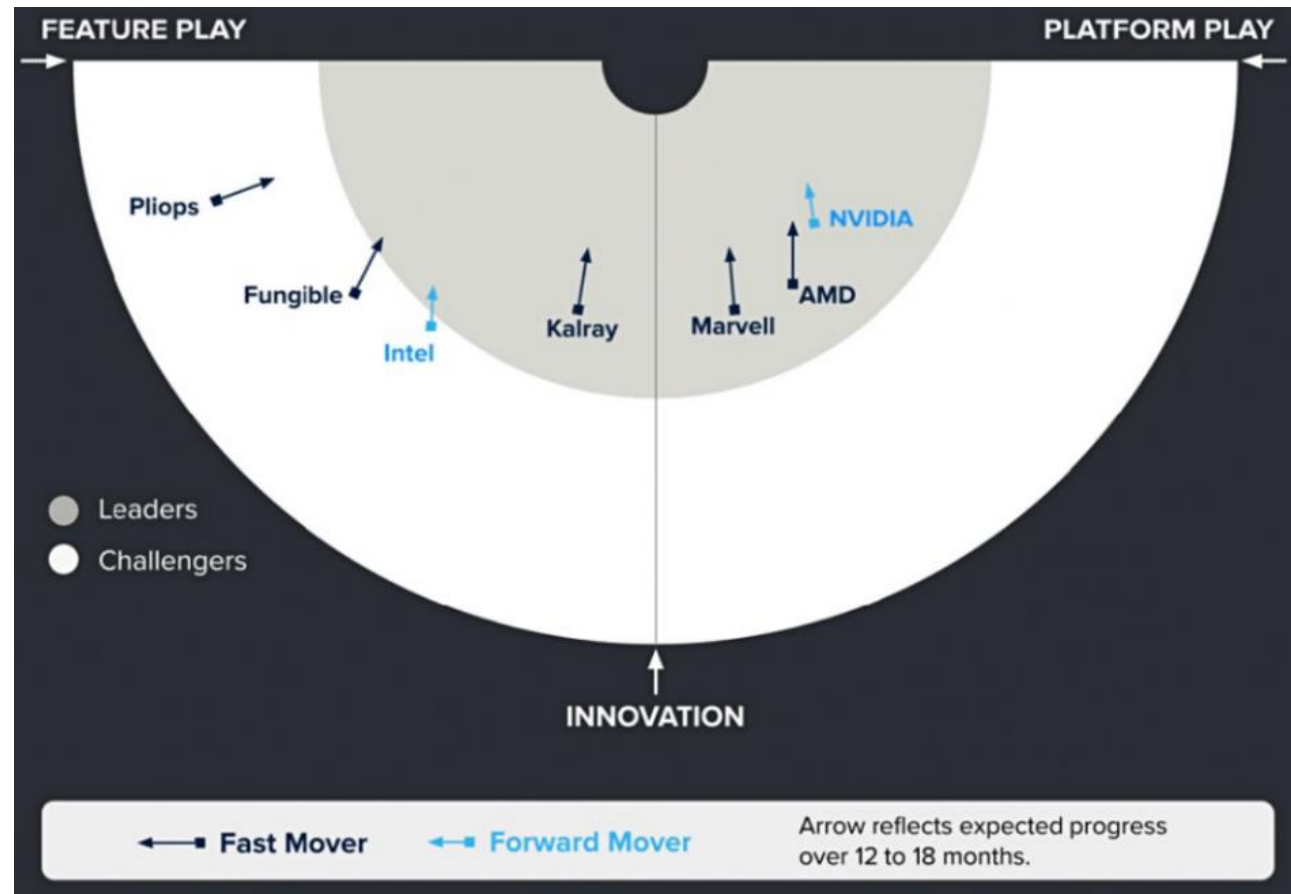 FEATURE PLAY
PLATFORM PLAY
Pliops
NVIDIA
Fungible
AMD
Kalray
Marvell
Intel
Leaders
Challengers
INNOVATION
Fast Mover
Forward Mover
Arrow reflects expected progress
over 12 to 18 months.